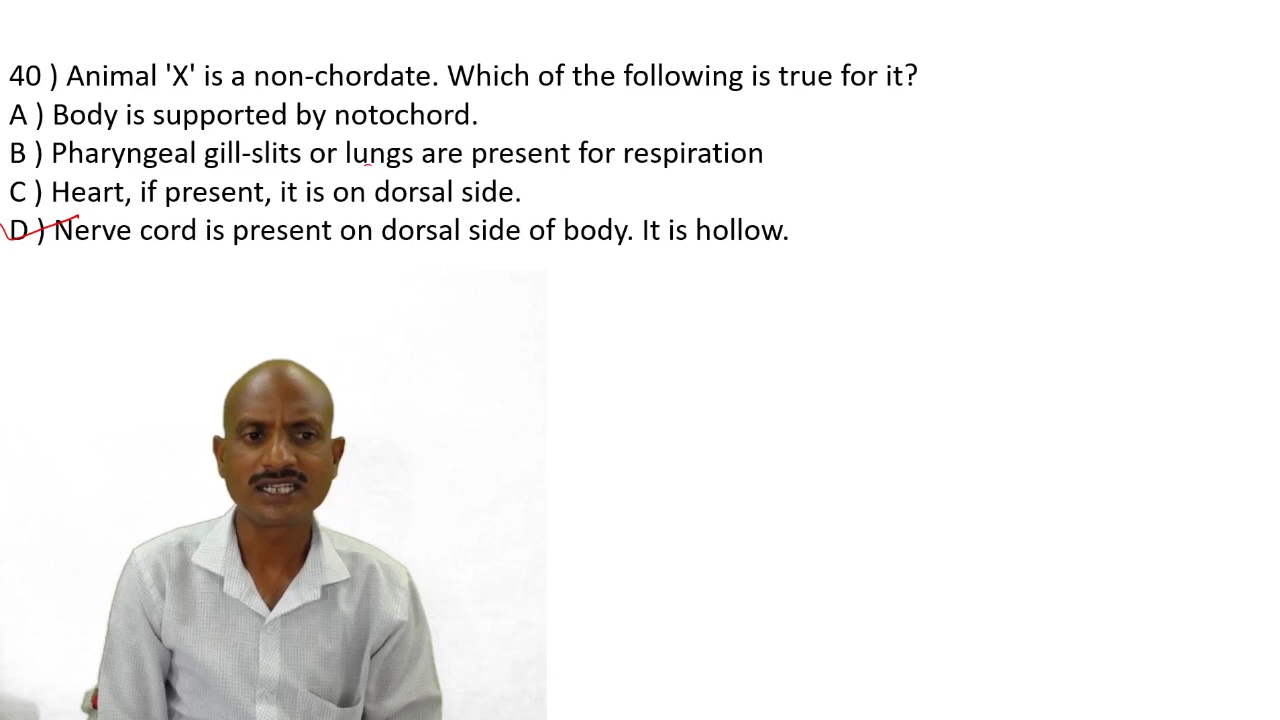 40 ) Animal 'X' is a non-chordate. Which of the following is true for it?
A ) Body is supported by notochord.
B ) Pharyngeal gill-slits or lungs are present for respiration
C ) Heart, if present, it is on dorsal side.
D ) Nerve cord is present on dorsal side of body. It is hollow.